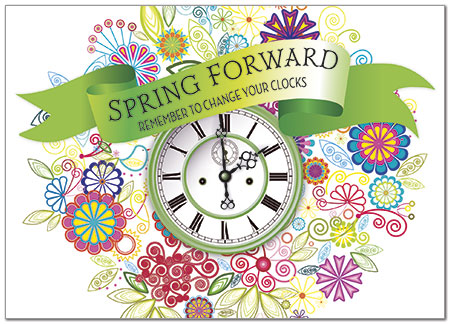 SPRING FORWARD
REMEMBER TO CHANGE YOUR CLOCKS